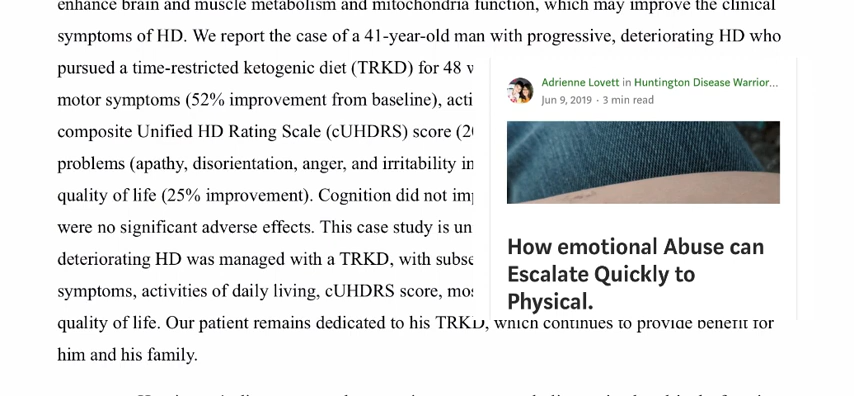 enhance brain and muscle metabolism and mitochondria function, which may improve the clinical
symptoms of HD. We report the case of a 41-year-old man with progressive, deteriorating HD who
pursued a time-restricted ketogenic diet (TRKD) for 48
motor symptoms (52% improvement from baseline),
composite Unified HD Rating Scale (cUHDRS) score
problems (apathy, disorientation, anger, and irritability in
quality of life (25% improvement). Cognition did not
were no significant adverse effects. This case study is
deteriorating HD was managed with a TRKD, with
symptoms, activities of daily living, cUHDRS score,
quality of life. Our patient remains dedicated to his TRKD, which continues to provide benefit for
him and his family.
Adrienne Lovett in Huntington Disease Warrior...
Jun 9, 2019 · 3 min read
How emotional Abuse can
Escalate Quickly to
Physical.